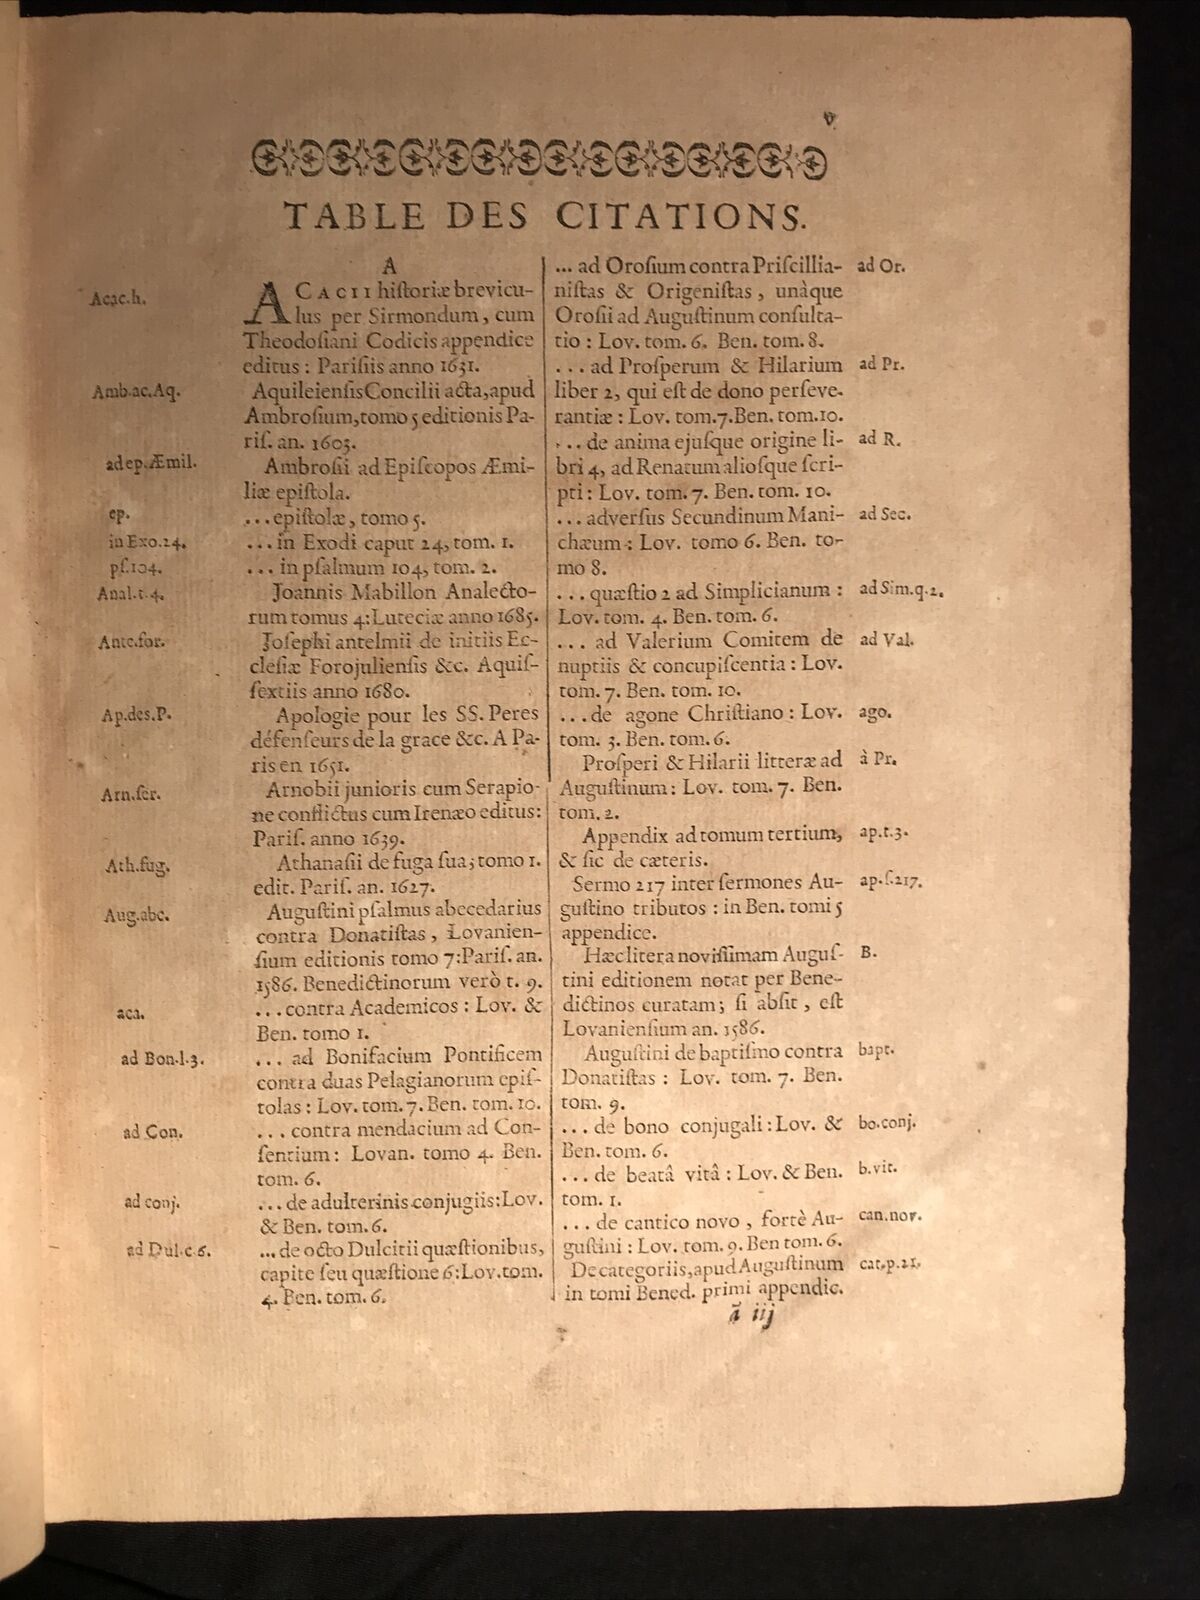 v
TABLE DES CITATIONS.
A
Acac.h. ACACII hiſtoriæ brevicu-
lus per Sirmondum, cum
Theodoſiani Codicis appendice
editus : Pariſiis anno 1631.
Amb.ac.Aq. Aquileienſis Concilii acta, apud
Ambroſium, tomo 5 editionis Pa-
riſ. an. 1603.
ad ep. Æmil. Ambroſii ad Epiſcopos Æmi-
liæ epiſtola.
ep. ... epiſtolæ, tomo 5.
in Exo.24. ... in Exodi caput 24, tom. 1.
pſ.104. ... in pſalmum 104, tom. 2.
Anal.t.4. Joannis Mabillon Analecto-
rum tomus 4: Luteciæ anno 1685.
Ante.for. Joſephi antelmii de initiis Ec-
cleſiæ Forojulienſis &c. Aquiſ-
ſextiis anno 1680.
Ap.des.P. Apologie pour les SS. Peres
défenſeurs de la grace &c. A Pa-
ris en 1651.
Arn.ſer. Arnobii junioris cum Serapio-
ne conflictus cum Irenæo editus:
Pariſ. anno 1639.
Ath.fug. Athanaſii de fuga ſua; tomo 1.
edit. Pariſ. an. 1627.
Aug.abc. Auguſtini pſalmus abecedarius
contra Donatiſtas, Lovanien-
ſium editionis tomo 7: Pariſ. an.
1586. Benedictinorum verò t. 9.
aca. ... contra Academicos : Lov. &
Ben. tomo 1.
ad Bon.l.3. ... ad Bonifacium Pontificem
contra duas Pelagianorum epiſ-
tolas : Lov. tom. 7. Ben. tom. 10.
ad Con. ... contra mendacium ad Con-
ſentium : Lovan. tomo 4. Ben.
tom. 6.
ad conj. ... de adulterinis conjugiis: Lov.
& Ben. tom. 6.
ad Dul.c.6. ... de octo Dulcitii quæſtionibus,
capite ſeu quæſtione 6: Lov. tom.
4. Ben. tom. 6.
... ad Oroſium contra Priſcillia- ad Or.
niſtas & Origeniſtas, unàque
Oroſii ad Auguſtinum conſulta-
tio : Lov. tom. 6. Ben. tom. 8.
... ad Proſperum & Hilarium ad Pr.
liber 2, qui eſt de dono perſeve-
rantiæ : Lov. tom. 7. Ben. tom. 10.
... de anima ejuſque origine li- ad R.
bri 4, ad Renatum alioſque ſcri-
pti : Lov. tom. 7. Ben. tom. 10.
... adverſus Secundinum Mani- ad Sec.
chæum : Lov. tomo 6. Ben. to-
mo 8.
... quæſtio 2 ad Simplicianum : ad Sim.q.2.
Lov. tom. 4. Ben. tom. 6.
... ad Valerium Comitem de ad Val.
nuptiis & concupiſcentia : Lov.
tom. 7. Ben. tom. 10.
... de agone Chriſtiano : Lov. ago.
tom. 3. Ben. tom. 6.
Proſperi & Hilarii litteræ ad à Pr.
Auguſtinum : Lov. tom. 7. Ben.
tom. 2.
Appendix ad tomum tertium, ap.t.3.
& ſic de cæteris.
Sermo 217 inter ſermones Au- ap.ſ.217.
guſtino tributos : in Ben. tomi 5
appendice.
Hæc litera noviſſimam Auguſ- B.
tini editionem notat per Bene-
dictinos curatam; ſi abſit, eſt
Lovanienſium an. 1586.
Auguſtini de baptiſmo contra bapt.
Donatiſtas : Lov. tom. 7. Ben.
tom. 9.
... de bono conjugali : Lov. & bo.conj.
Ben. tom. 6.
... de beatâ vitâ : Lov. & Ben. b.vit.
tom. 1.
... de cantico novo, fortè Au- can.nov.
guſtini : Lov. tom. 9. Ben tom. 6.
De categoriis, apud Auguſtinum cat.p.21.
in tomi Bened. primi appendic.
ã iij